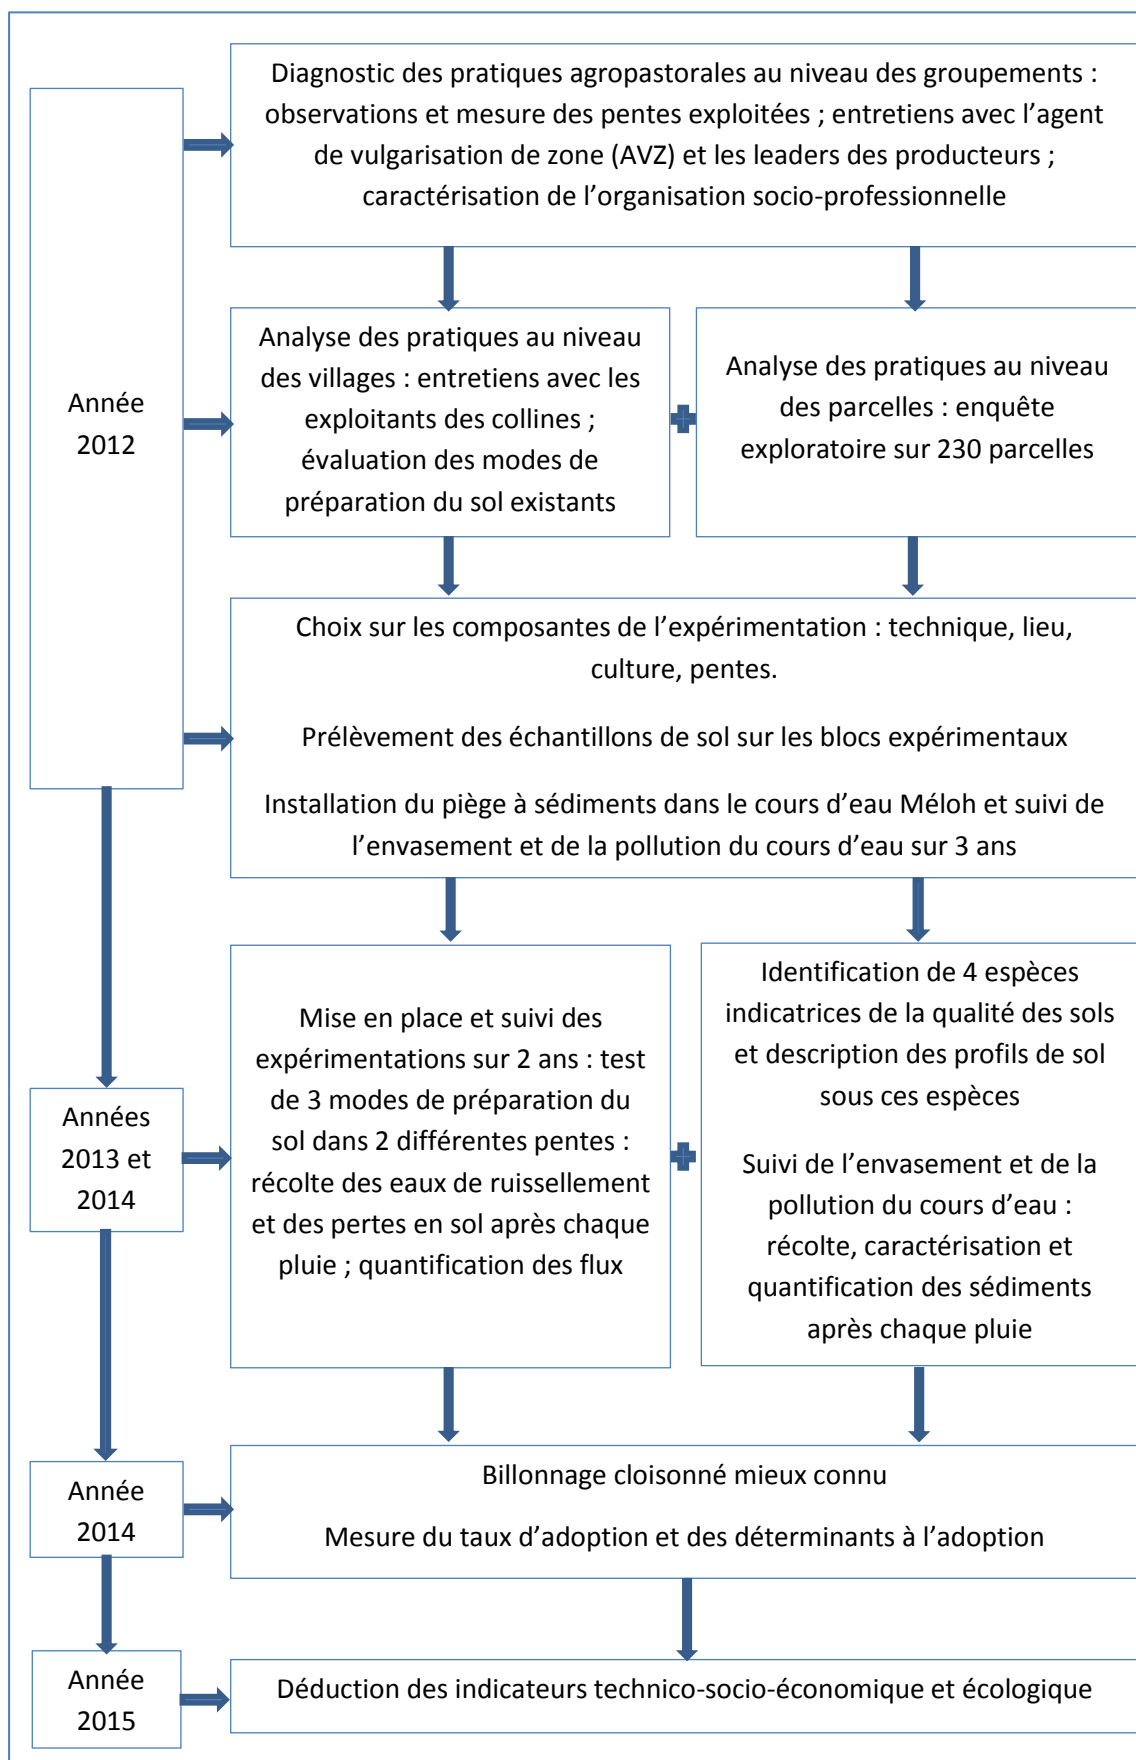 Diagnostic des pratiques agropastorales au niveau des groupements :
observations et mesure des pentes exploitées ; entretiens avec l’agent
de vulgarisation de zone (AVZ) et les leaders des producteurs ;
caractérisation de l’organisation socio-professionnelle
Année
2012
Analyse des pratiques au niveau
des villages : entretiens avec les
exploitants des collines ;
évaluation des modes de
préparation du sol existants
Analyse des pratiques au niveau
des parcelles : enquête
exploratoire sur 230 parcelles
Choix sur les composantes de l’expérimentation : technique, lieu,
culture, pentes.
Prélèvement des échantillons de sol sur les blocs expérimentaux
Installation du piège à sédiments dans le cours d’eau Méloh et suivi de
l’envasement et de la pollution du cours d’eau sur 3 ans
Années
2013 et
2014
Mise en place et suivi des
expérimentations sur 2 ans : test
de 3 modes de préparation du
sol dans 2 différentes pentes :
récolte des eaux de ruissellement
et des pertes en sol après chaque
pluie ; quantification des flux
Identification de 4 espèces
indicatrices de la qualité des sols
et description des profils de sol
sous ces espèces
Suivi de l’envasement et de la
pollution du cours d’eau :
récolte, caractérisation et
quantification des sédiments
après chaque pluie
Année
2014
Billonnage cloisonné mieux connu
Mesure du taux d’adoption et des déterminants à l’adoption
Année
2015
Déduction des indicateurs technico-socio-économique et écologique